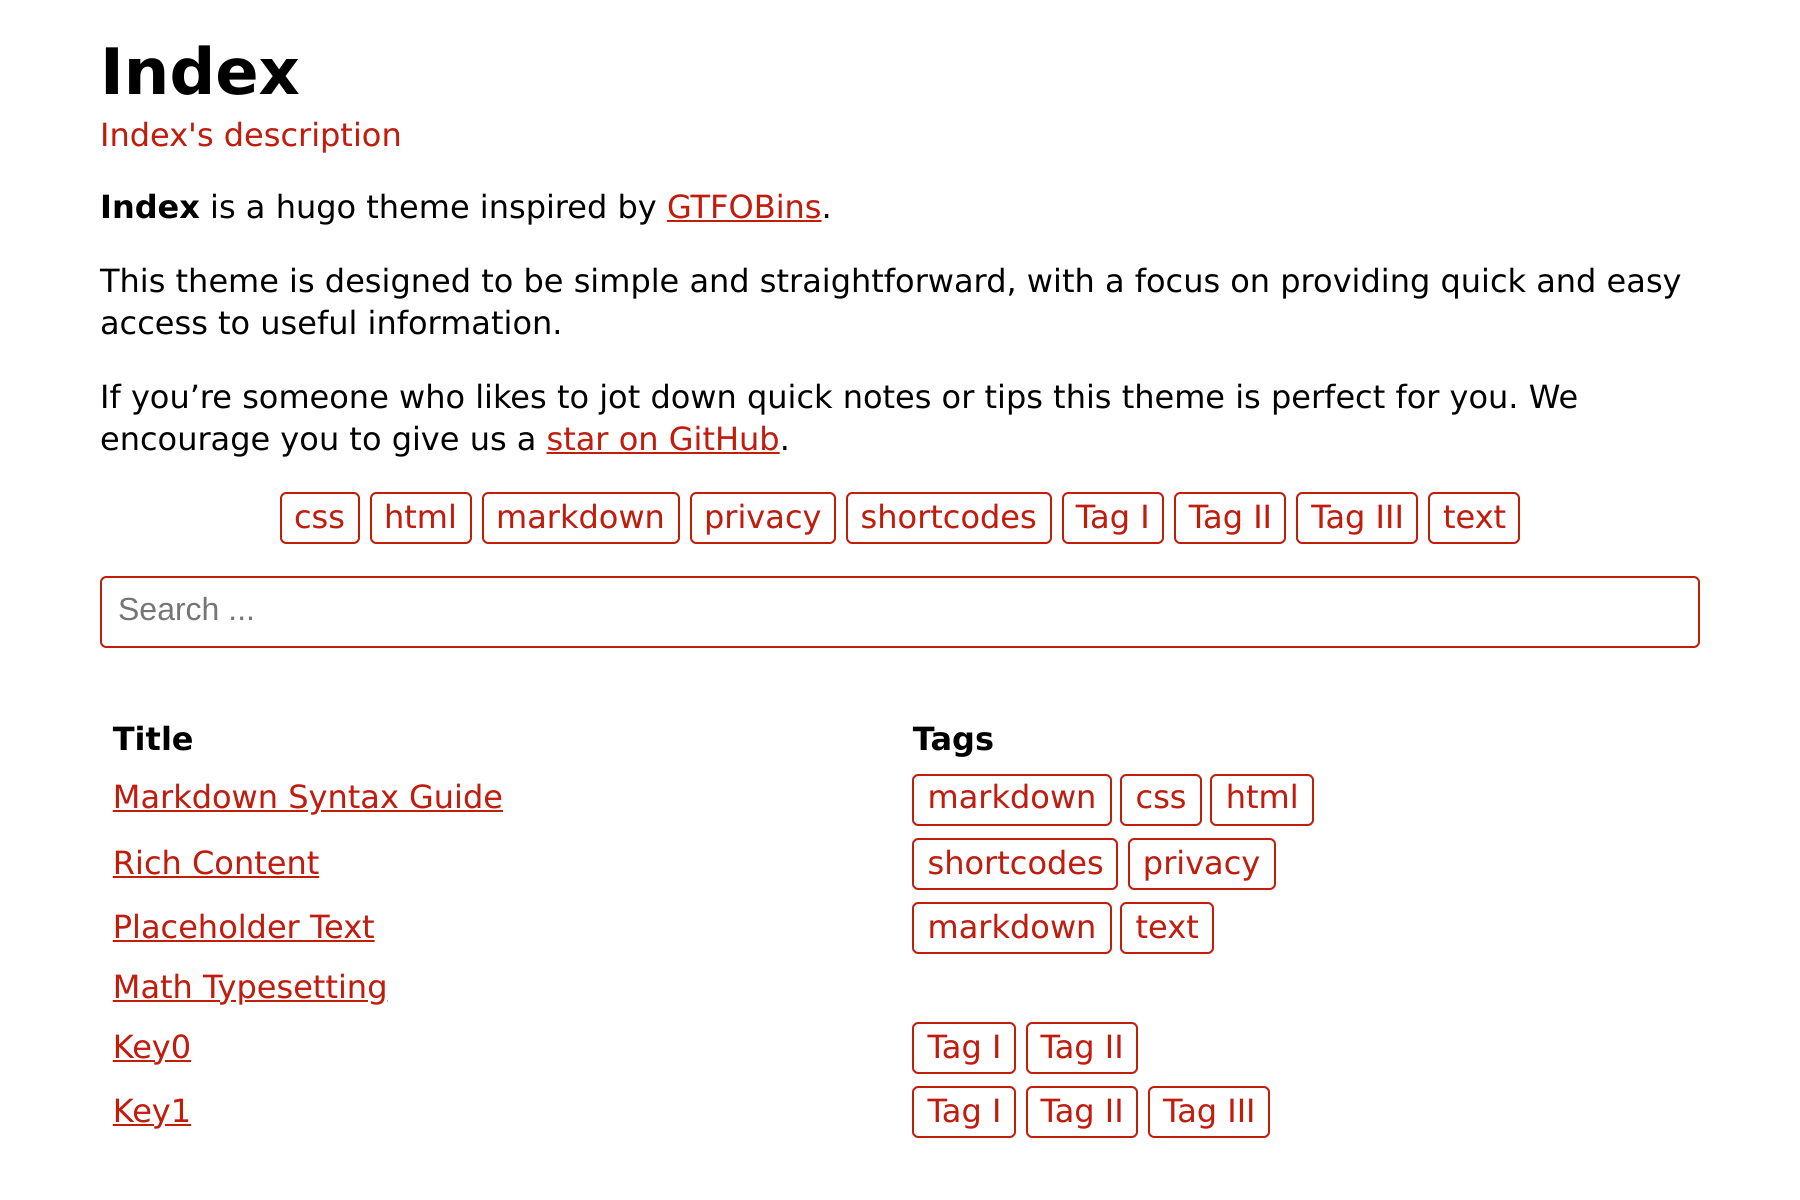 Index
Index's description
Index is a hugo theme inspired by GTFOBins.
This theme is designed to be simple and straightforward, with a focus on providing quick and easy
access to useful information.
If you’re someone who likes to jot down quick notes or tips this theme is perfect for you. We
encourage you to give us a star on GitHub.
css html markdown privacy shortcodes Tag I Tag II Tag III text
Search ...
Title Tags
Markdown Syntax Guide markdown css html
Rich Content shortcodes privacy
Placeholder Text markdown text
Math Typesetting
Key0 Tag I Tag II
Key1 Tag I Tag II Tag III